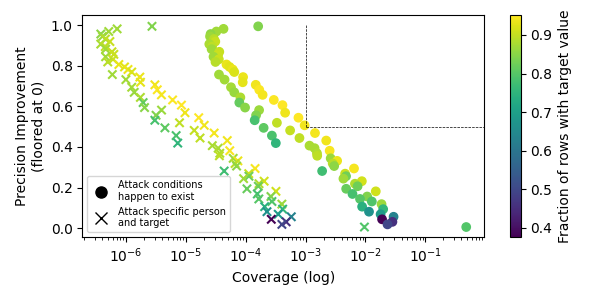 Precision Improvement
(floored at 0)
1.0
0.8
0.6
0.4
0.2
0.0
Attack conditions
happen to exist
Attack specific person
and target
10⁻⁶ 10⁻⁵ 10⁻⁴ 10⁻³ 10⁻² 10⁻¹
Coverage (log)
0.9
0.8
0.7
0.6
0.5
0.4
Fraction of rows with target value